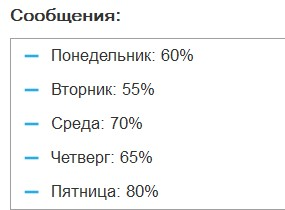 Сообщения:
Понедельник: 60%
Вторник: 55%
Среда: 70%
Четверг: 65%
Пятница: 80%